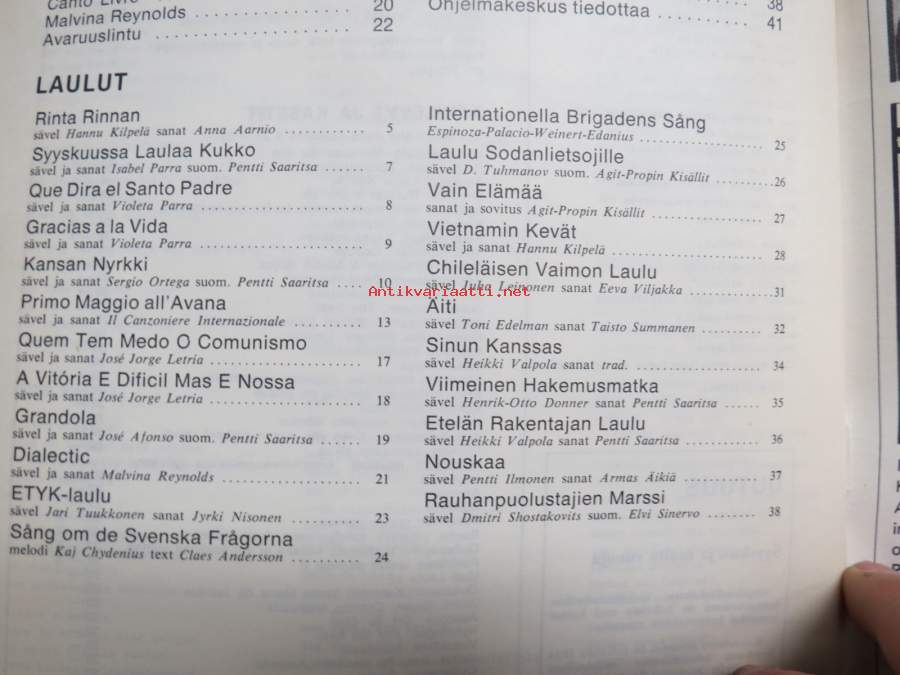 Canto Livre
Malvina Reynolds 20
Avaruuslintu 22
38
Ohjelmakeskus tiedottaa 41
LAULUT
Rinta Rinnan
sävel Hannu Kilpelä sanat Anna Aarnio 5
Syyskuussa Laulaa Kukko
sävel ja sanat Isabel Parra suom. Pentti Saaritsa 7
Que Dira el Santo Padre
sävel ja sanat Violeta Parra 8
Gracias a la Vida
sävel ja sanat Violeta Parra 9
Kansan Nyrkki
sävel ja sanat Sergio Ortega suom. Pentti Saaritsa 10
Primo Maggio all'Avana
sävel ja sanat Il Canzoniere Internazionale 13
Quem Tem Medo O Comunismo
sävel ja sanat José Jorge Letria 17
A Vitória E Dificil Mas E Nossa
sävel ja sanat José Jorge Letria 18
Grandola
sävel ja sanat José Afonso suom. Pentti Saaritsa 19
Dialectic
sävel ja sanat Malvina Reynolds 21
ETYK-laulu
sävel Jari Tuukkonen sanat Jyrki Nisonen 23
Sång om de Svenska Frågorna
melodi Kaj Chydenius text Claes Andersson 24
Internationella Brigadens Sång
Espinoza-Palacio-Weinert-Edanius 25
Laulu Sodanlietsojille
sävel D. Tuhmanov suom. Agit-Propin Kisällit 26
Vain Elämää
sanat ja sovitus Agit-Propin Kisällit 27
Vietnamin Kevät
sävel ja sanat Hannu Kilpelä 28
Chileläisen Vaimon Laulu
sävel Juha Leinonen sanat Eeva Viljakka 31
Äiti
sävel Toni Edelman sanat Taisto Summanen 32
Sinun Kanssas
sävel Heikki Valpola sanat trad. 34
Viimeinen Hakemusmatka
sävel Henrik-Otto Donner sanat Pentti Saaritsa 35
Etelän Rakentajan Laulu
sävel Heikki Valpola sanat Pentti Saaritsa 36
Nouskaa
sävel Pentti Ilmonen sanat Armas Äikiä 37
Rauhanpuolustajien Marssi
sävel Dmitri Shostakovits suom. Elvi Sinervo 38
Antikvariaatti.net